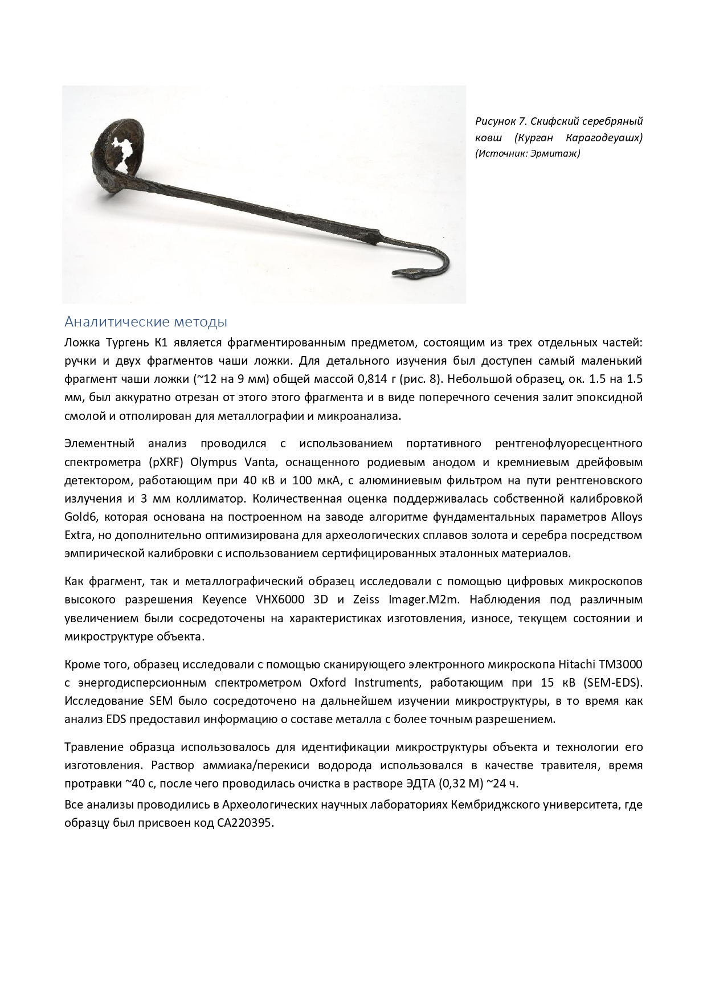 Рисунок 7. Скифский серебряный
ковш (Курган Карагодеуашх)
(Источник: Эрмитаж)
Аналитические методы
Ложка Тургень К1 является фрагментированным предметом, состоящим из трех отдельных частей:
ручки и двух фрагментов чаши ложки. Для детального изучения был доступен самый маленький
фрагмент чаши ложки (~12 на 9 мм) общей массой 0,814 г (рис. 8). Небольшой образец, ок. 1.5 на 1.5
мм, был аккуратно отрезан от этого этого фрагмента и в виде поперечного сечения залит эпоксидной
смолой и отполирован для металлографии и микроанализа.
Элементный анализ проводился с использованием портативного рентгенофлуоресцентного
спектрометра (pXRF) Olympus Vanta, оснащенного родиевым анодом и кремниевым дрейфовым
детектором, работающим при 40 кВ и 100 мкА, с алюминиевым фильтром на пути рентгеновского
излучения и 3 мм коллиматор. Количественная оценка поддерживалась собственной калибровкой
Gold6, которая основана на построенном на заводе алгоритме фундаментальных параметров Alloys
Extra, но дополнительно оптимизирована для археологических сплавов золота и серебра посредством
эмпирической калибровки с использованием сертифицированных эталонных материалов.
Как фрагмент, так и металлографический образец исследовали с помощью цифровых микроскопов
высокого разрешения Keyence VHX6000 3D и Zeiss Imager.M2m. Наблюдения под различным
увеличением были сосредоточены на характеристиках изготовления, износе, текущем состоянии и
микроструктуре объекта.
Кроме того, образец исследовали с помощью сканирующего электронного микроскопа Hitachi TM3000
с энергодисперсионным спектрометром Oxford Instruments, работающим при 15 кВ (SEM-EDS).
Исследование SEM было сосредоточено на дальнейшем изучении микроструктуры, в то время как
анализ EDS предоставил информацию о составе металла с более точным разрешением.
Травление образца использовалось для идентификации микроструктуры объекта и технологии его
изготовления. Раствор аммиака/перекиси водорода использовался в качестве травителя, время
протравки ~40 с, после чего проводилась очистка в растворе ЭДТА (0,32 М) ~24 ч.
Все анализы проводились в Археологических научных лабораториях Кембриджского университета, где
образцу был присвоен код CA220395.